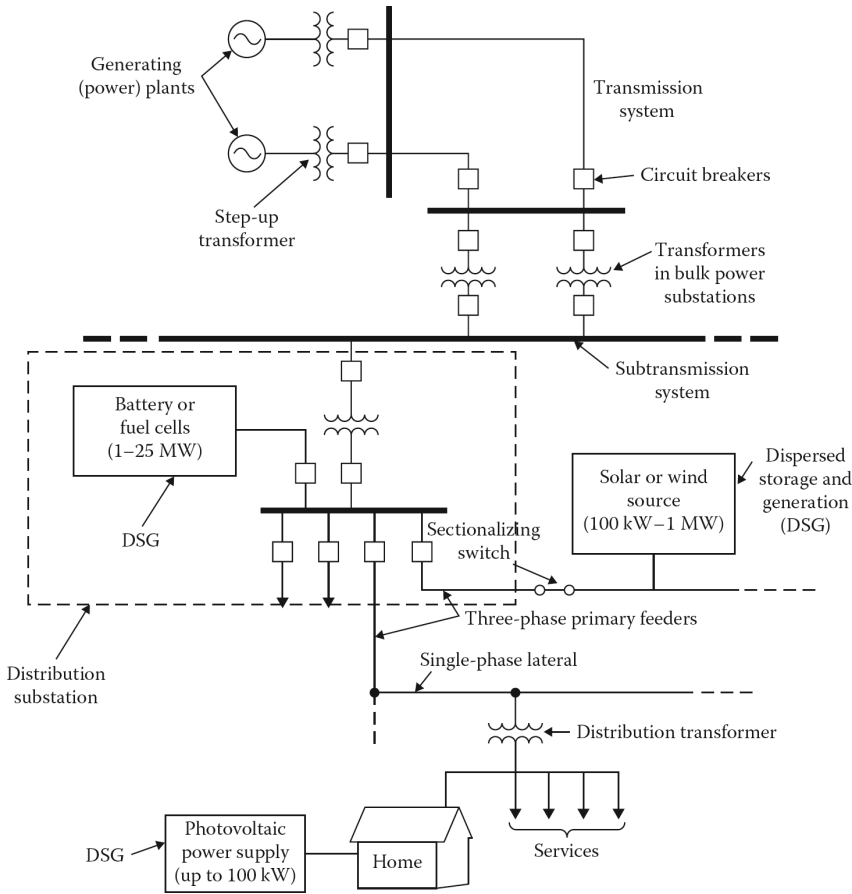 Generating
(power) plants
Transmission
system
Circuit breakers
Step-up
transformer
Transformers
in bulk power
substations
Subtransmission
system
Battery or
fuel cells
(1–25 MW)
DSG
Solar or wind
source
(100 kW–1 MW)
Dispersed
storage and
generation
(DSG)
Sectionalizing
switch
Three-phase primary feeders
Distribution
substation
Single-phase lateral
Distribution transformer
Services
DSG
Photovoltaic
power supply
(up to 100 kW)
Home